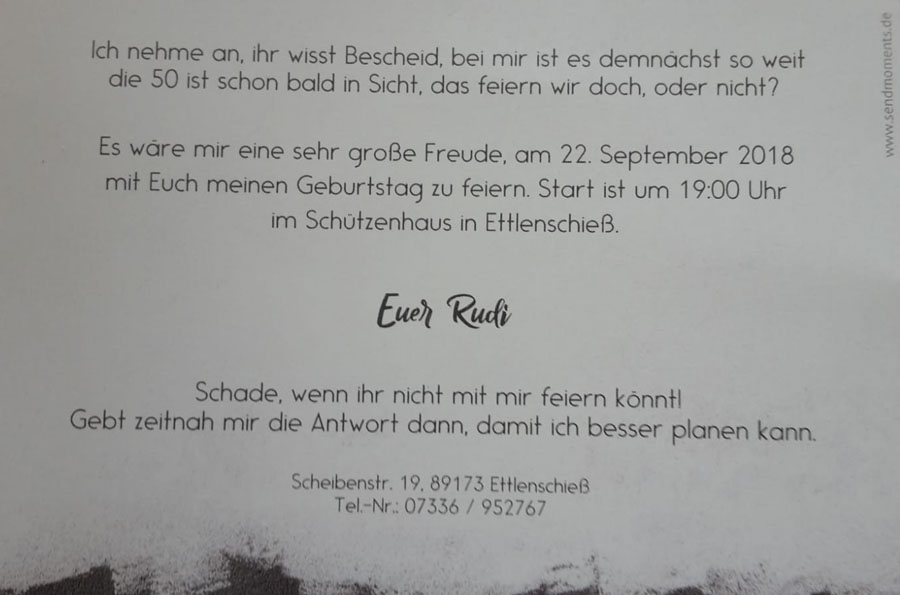 Ich nehme an, ihr wisst Bescheid, bei mir ist es demnächst so weit
die 50 ist schon bald in Sicht, das feiern wir doch, oder nicht?
Es wäre mir eine sehr große Freude, am 22. September 2018
mit Euch meinen Geburtstag zu feiern. Start ist um 19:00 Uhr
im Schützenhaus in Ettlenschieß.
Euer Rudi
Schade, wenn ihr nicht mit mir feiern könnt!
Gebt zeitnah mir die Antwort dann, damit ich besser planen kann.
Scheibenstr. 19, 89173 Ettlenschieß
Tel.-Nr.: 07336 / 952767
www.sendmoments.de